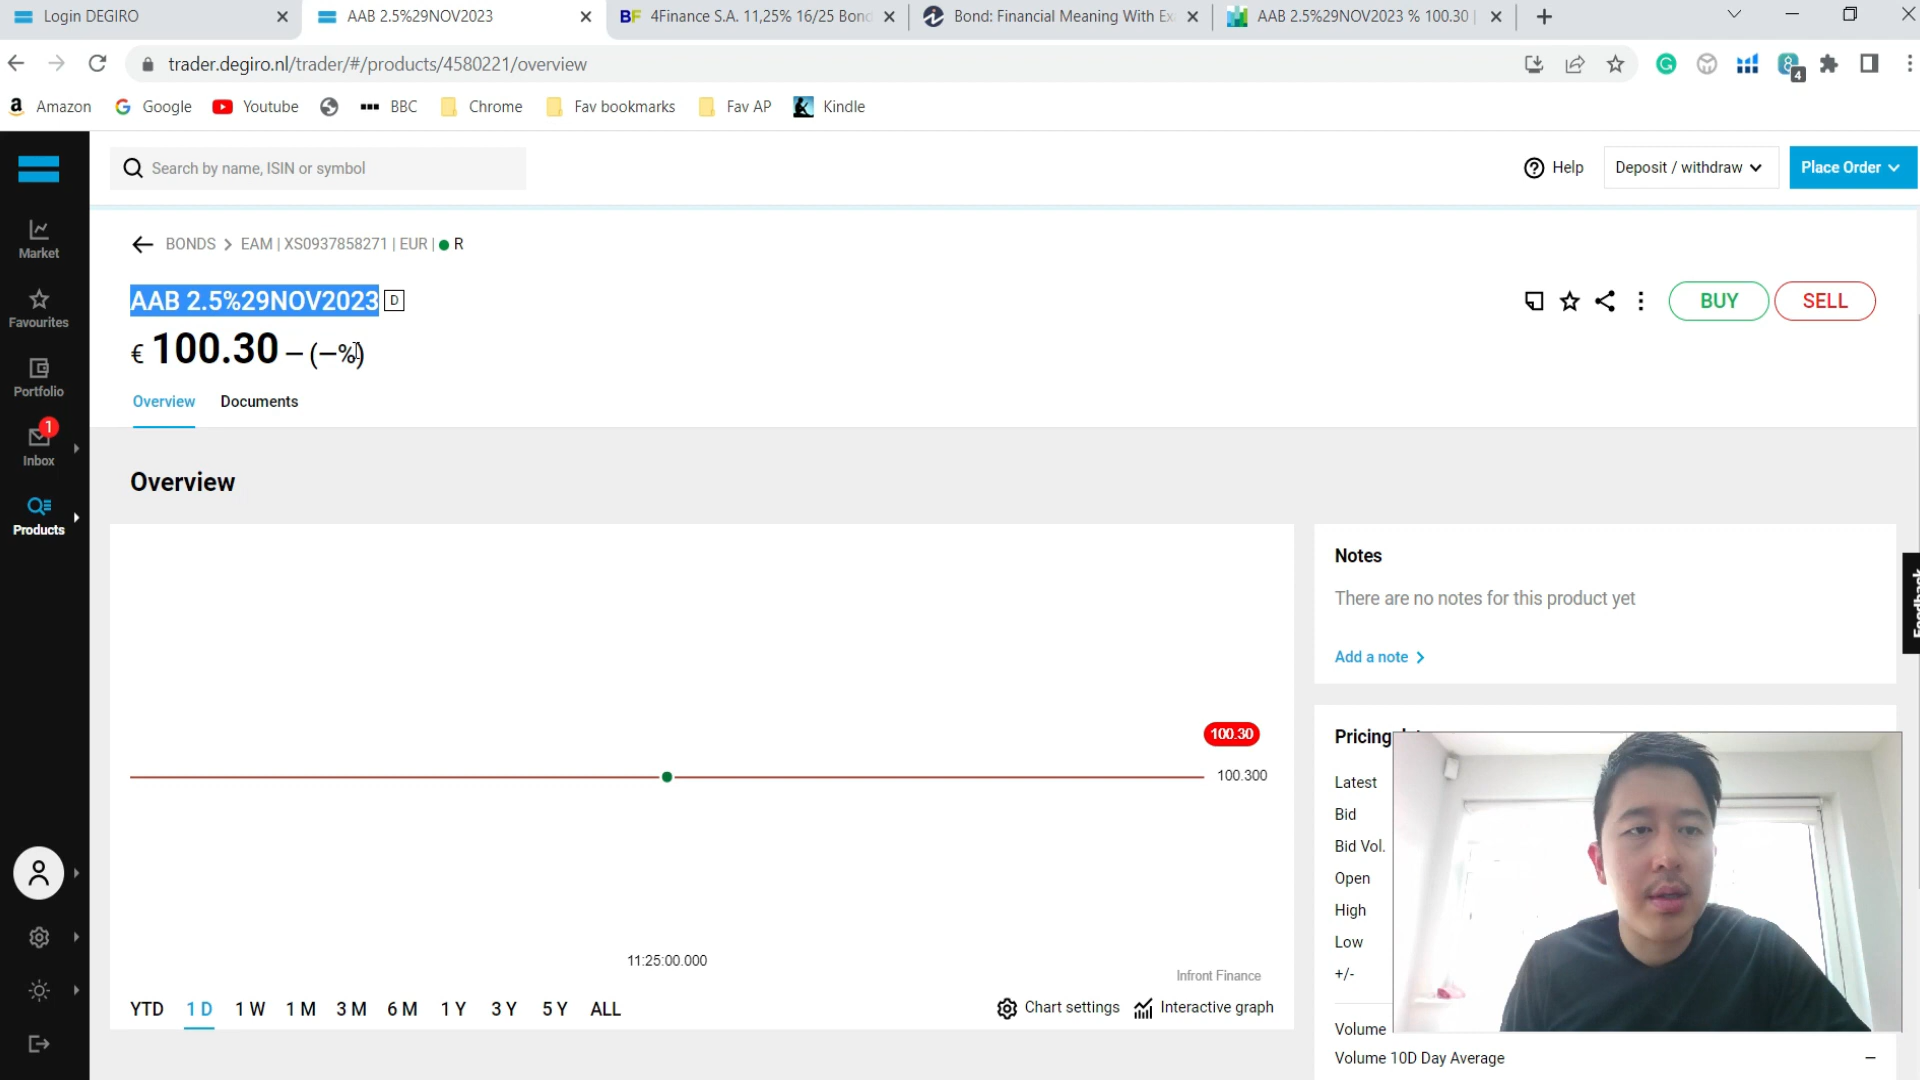 Login DEGIRO
AAB 2.5%29NOV2023
BF 4Finance S.A. 11,25% 16/25 Bond
Bond: Financial Meaning With Ex
AAB 2.5%29NOV2023 % 100.30 |
trader.degiro.nl/trader/#/products/4580221/overview
4
Amazon
Google
Youtube
BBC
Chrome
Fav bookmarks
Fav AP
Kindle
Search by name, ISIN or symbol
Help
Deposit / withdraw
Place Order
Market
Favourites
Portfolio
1
Inbox
Products
BONDS > EAM | XS0937858271 | EUR | R
AAB 2.5%29NOV2023 D
BUY
SELL
€ 100.30 – (–%)
Overview
Documents
Overview
100.30
100.300
11:25:00.000
Infront Finance
YTD
1 D
1 W
1 M
3 M
6 M
1 Y
3 Y
5 Y
ALL
Chart settings
Interactive graph
Notes
There are no notes for this product yet
Add a note >
Feedback
Pricing
Latest
Bid
Bid Vol.
Open
High
Low
+/-
Volume
Volume 10D Day Average
–